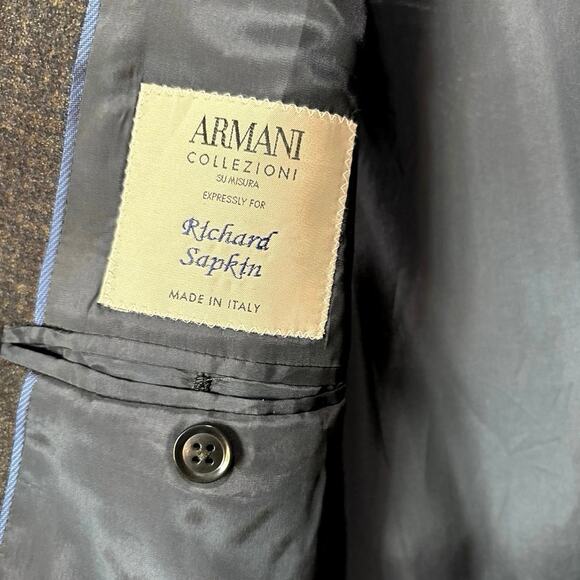 ARMANI
COLLEZIONI
SU MISURA
EXPRESSLY FOR
Richard
Sapkin
MADE IN ITALY